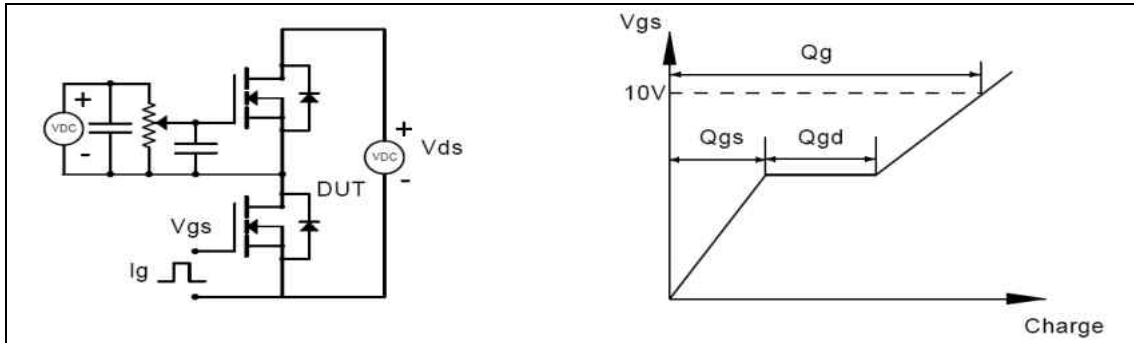 +
VDC
-
Vgs
Ig
DUT
+
VDC
-
Vds
Vgs
Qg
10V
Qgs
Qgd
Charge